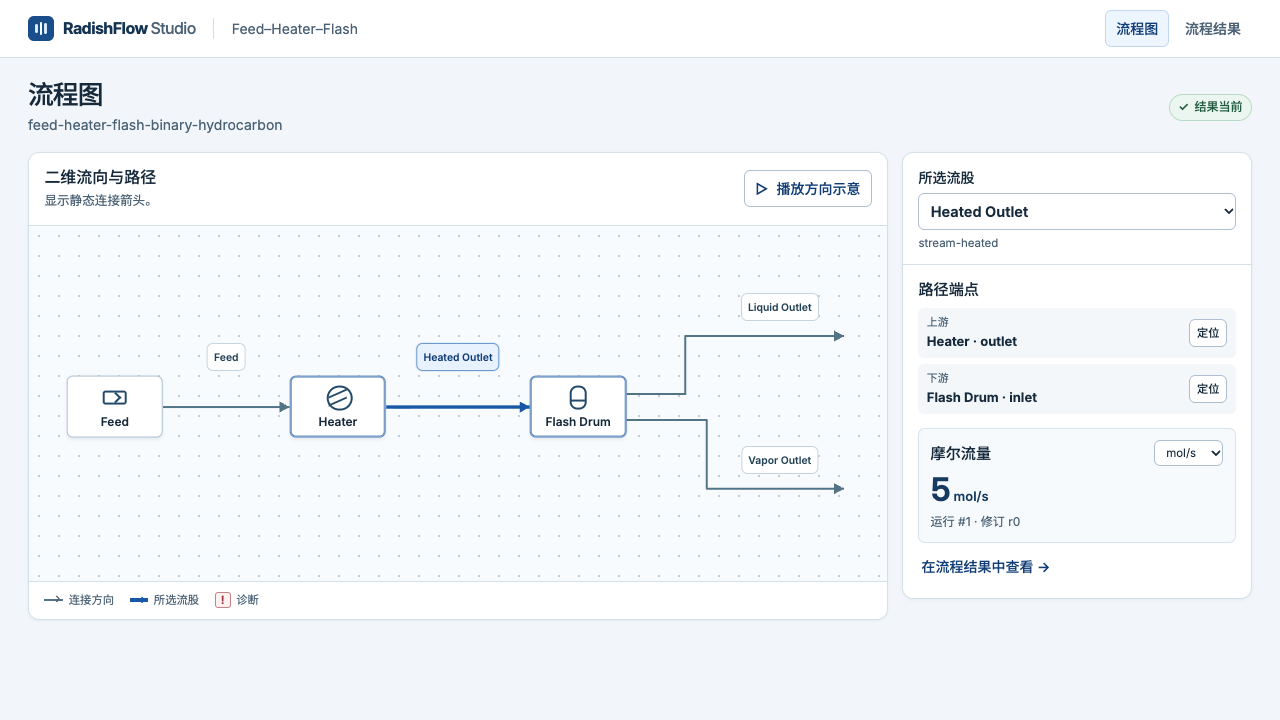 RadishFlow Studio
Feed–Heater–Flash
流程图
流程结果
流程图
feed-heater-flash-binary-hydrocarbon
结果当前
二维流向与路径
显示静态连接箭头。
播放方向示意
Liquid Outlet
Feed
Heated Outlet
Feed
Heater
Flash Drum
Vapor Outlet
连接方向
所选流股
! 诊断
所选流股
Heated Outlet
stream-heated
路径端点
上游
Heater · outlet
定位
下游
Flash Drum · inlet
定位
摩尔流量
mol/s
5 mol/s
运行 #1 · 修订 r0
在流程结果中查看 →